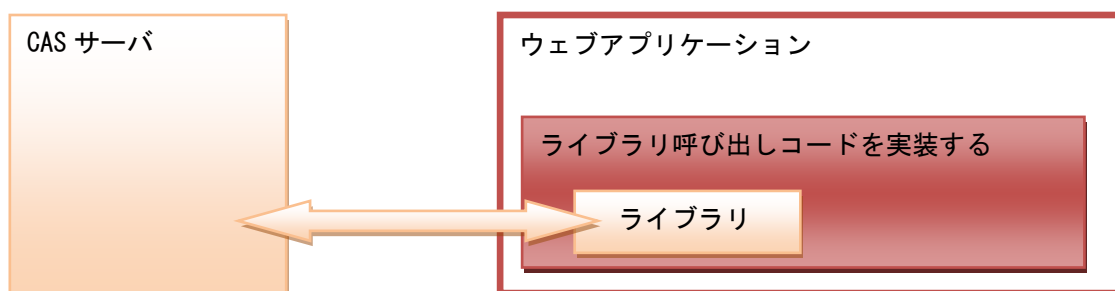 CAS サーバ
ウェブアプリケーション
ライブラリ呼び出しコードを実装する
ライブラリ